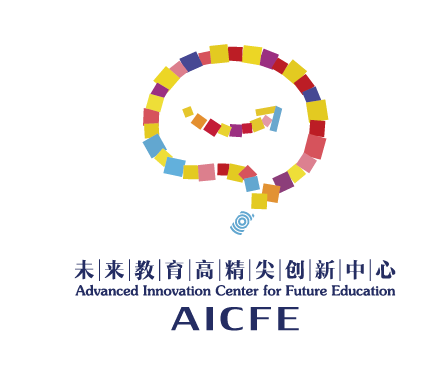 未来教育高精尖创新中心
Advanced Innovation Center for Future Education
AICFE